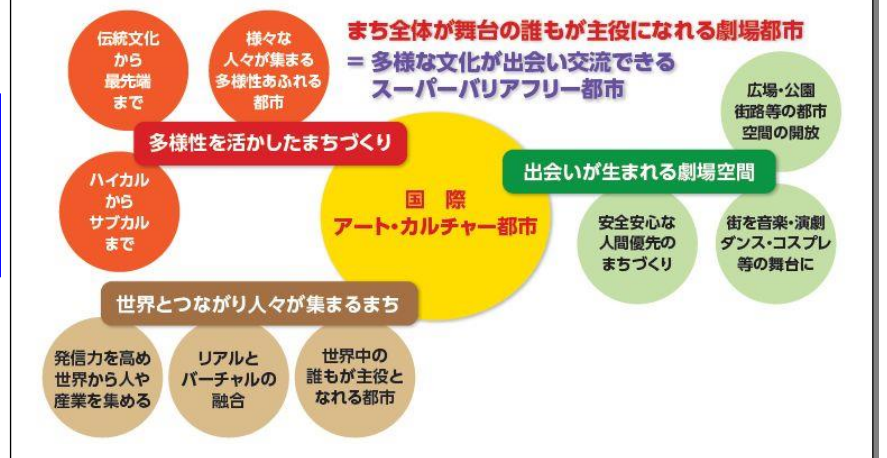 まち全体が舞台の誰もが主役になれる劇場都市
= 多様な文化が出会い交流できる
スーパーバリアフリー都市
伝統文化
から
最先端
まで
様々な
人々が集まる
多様性あふれる
都市
多様性を活かしたまちづくり
ハイカル
から
サブカル
まで
国際
アート・カルチャー都市
広場・公園
街路等の都市
空間の開放
出会いが生まれる劇場空間
安全安心な
人間優先の
まちづくり
街を音楽・演劇
ダンス・コスプレ
等の舞台に
世界とつながり人々が集まるまち
発信力を高め
世界から人や
産業を集める
リアルと
バーチャルの
融合
世界中の
誰もが主役と
なれる都市